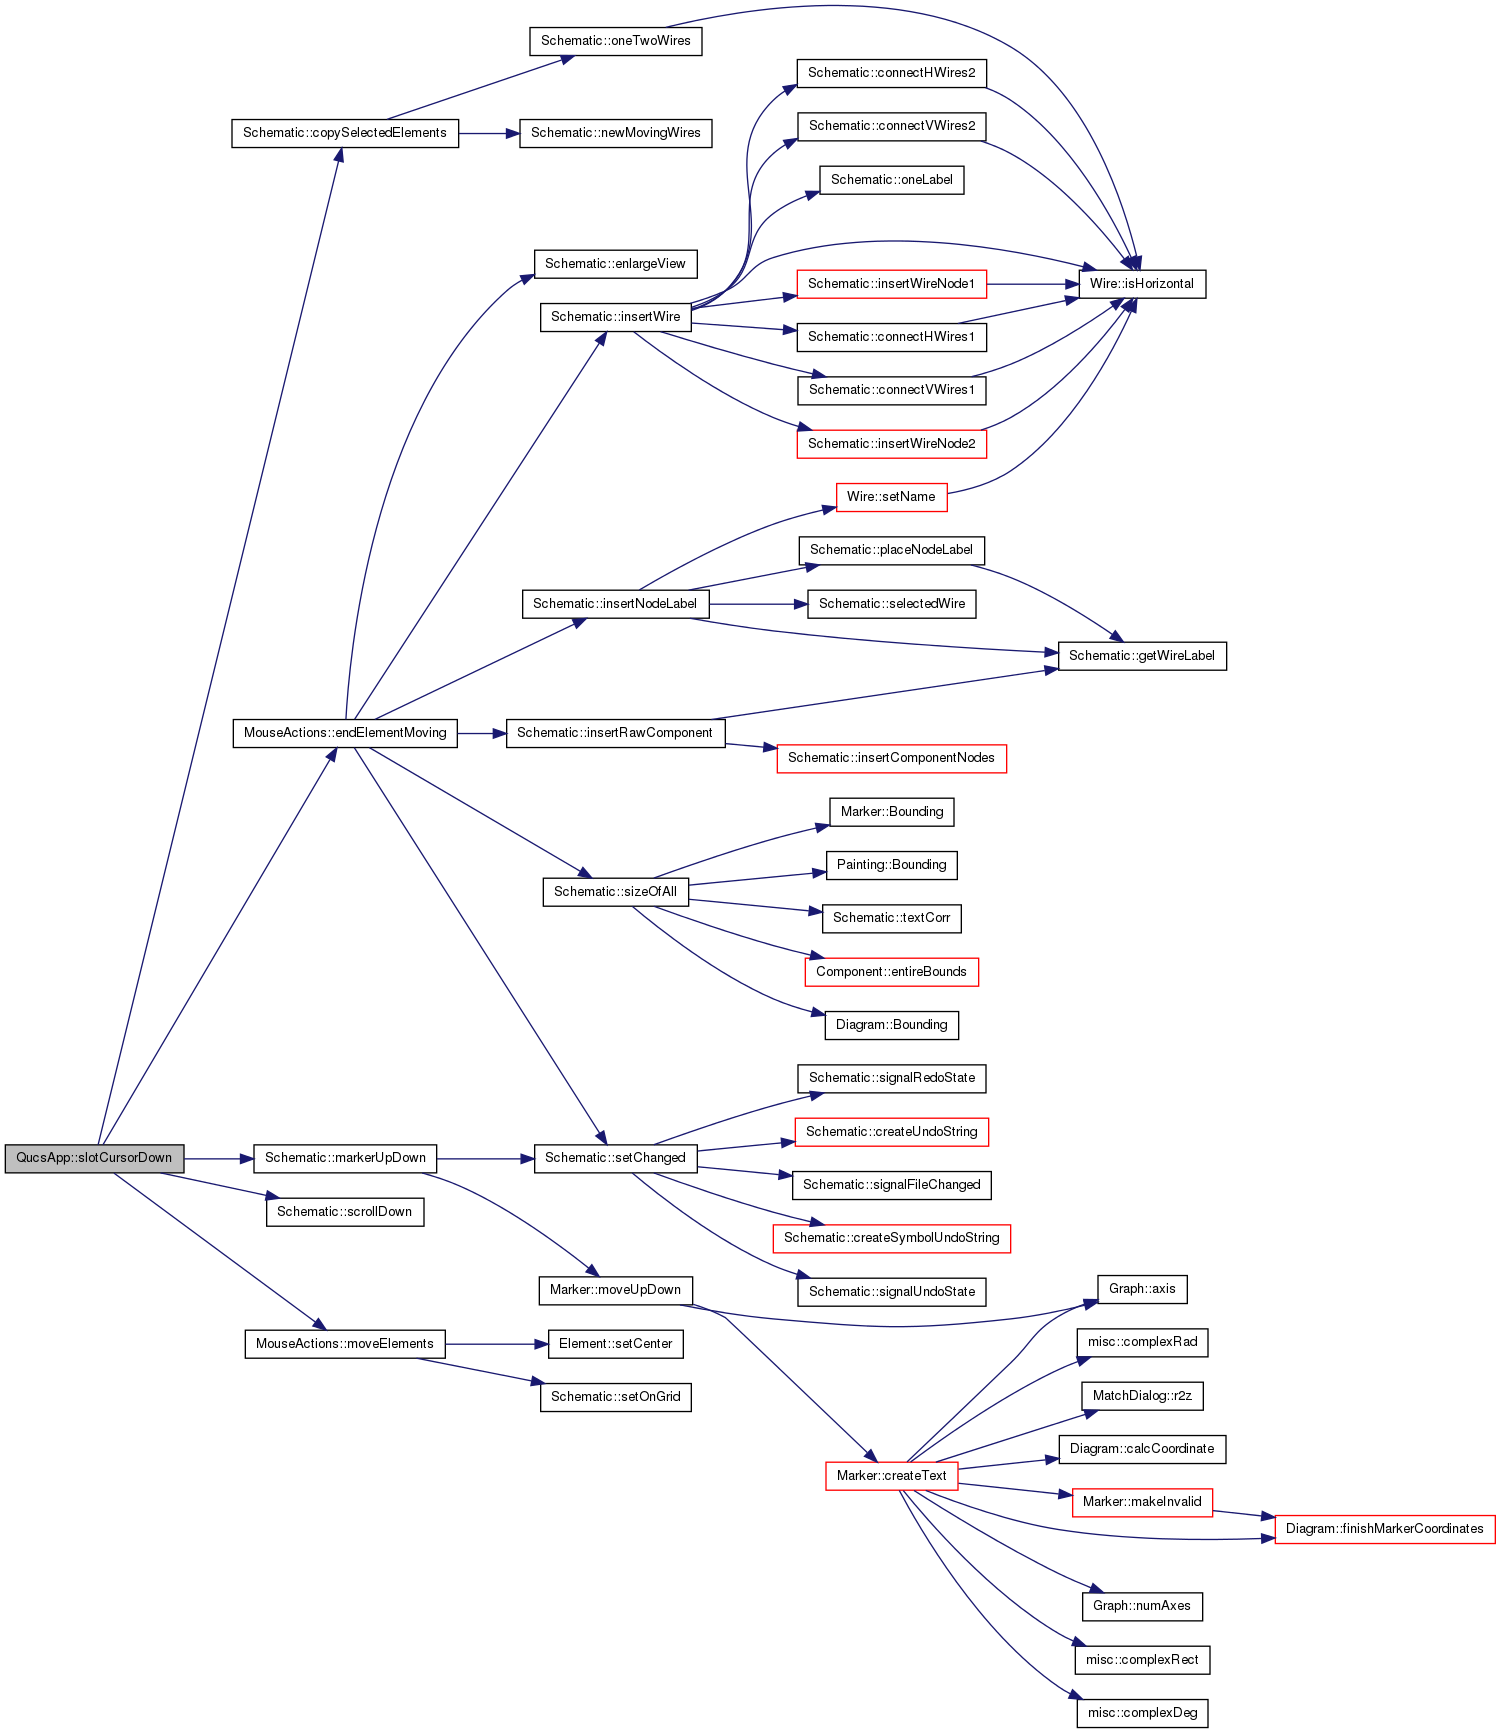 Schematic::oneTwoWires
Schematic::connectHWires2
Schematic::copySelectedElements
Schematic::newMovingWires
Schematic::connectVWires2
Schematic::oneLabel
Schematic::enlargeView
Schematic::insertWireNode1
Wire::isHorizontal
Schematic::insertWire
Schematic::connectHWires1
Schematic::connectVWires1
Schematic::insertWireNode2
Wire::setName
Schematic::placeNodeLabel
Schematic::insertNodeLabel
Schematic::selectedWire
Schematic::getWireLabel
MouseActions::endElementMoving
Schematic::insertRawComponent
Schematic::insertComponentNodes
Marker::Bounding
Painting::Bounding
Schematic::sizeOfAll
Schematic::textCorr
Component::entireBounds
Diagram::Bounding
Schematic::signalRedoState
Schematic::createUndoString
QucsApp::slotCursorDown
Schematic::markerUpDown
Schematic::setChanged
Schematic::signalFileChanged
Schematic::scrollDown
Schematic::createSymbolUndoString
Marker::moveUpDown
Schematic::signalUndoState
Graph::axis
MouseActions::moveElements
Element::setCenter
misc::complexRad
Schematic::setOnGrid
MatchDialog::r2z
Diagram::calcCoordinate
Marker::createText
Marker::makeInvalid
Diagram::finishMarkerCoordinates
Graph::numAxes
misc::complexRect
misc::complexDeg